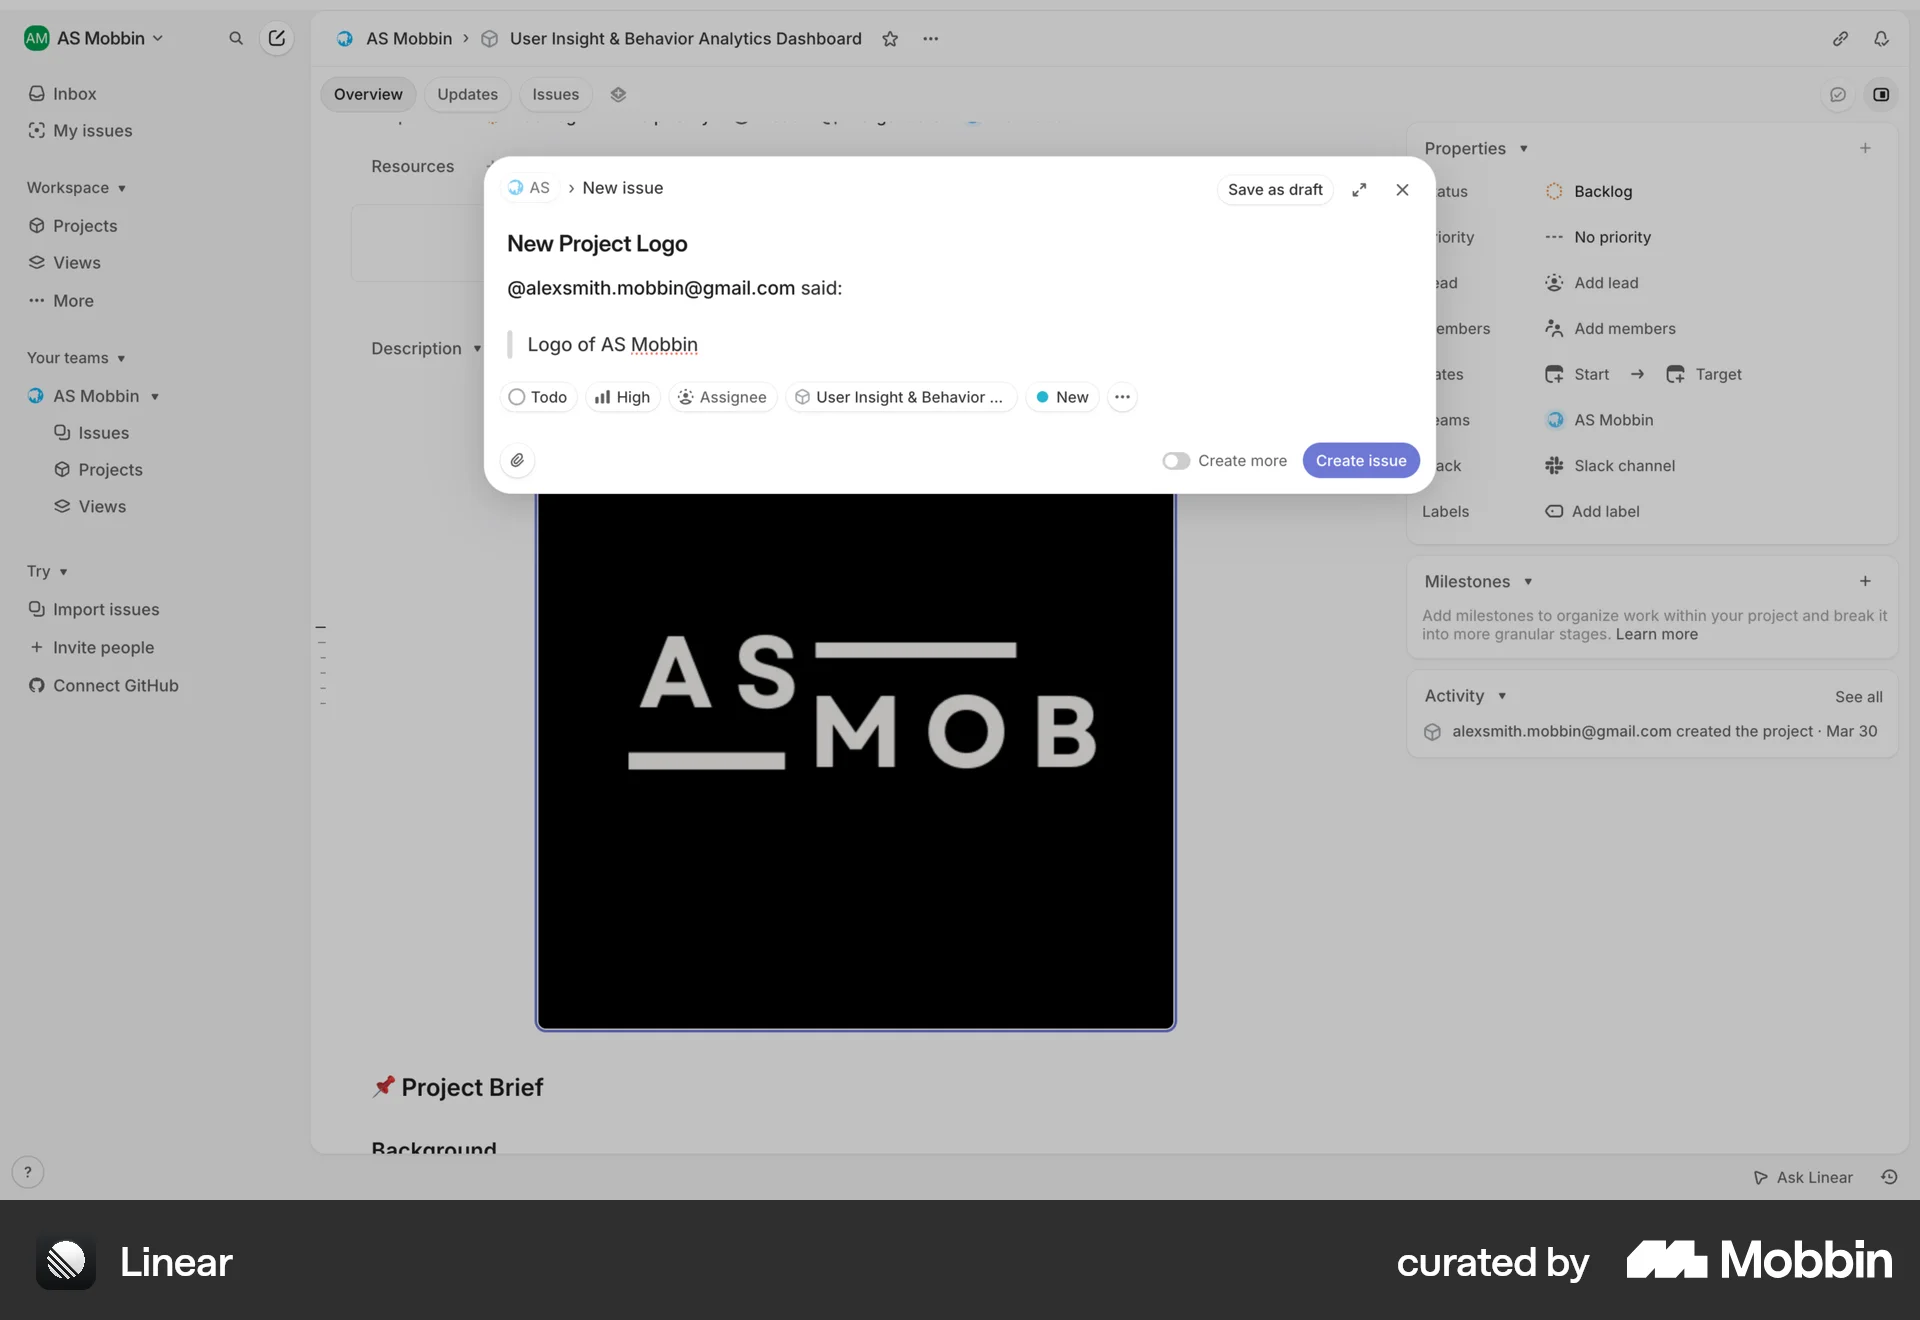 AM AS Mobbin
AS Mobbin › User Insight & Behavior Analytics Dashboard
Inbox
My issues
Workspace
Projects
Views
More
Your teams
AS Mobbin
Issues
Projects
Views
Try
Import issues
Invite people
Connect GitHub
?
Overview
Updates
Issues
Resources
Description
AS › New issue
Save as draft
New Project Logo
@alexsmith.mobbin@gmail.com said:
Logo of AS Mobbin
Todo
High
Assignee
User Insight & Behavior ...
New
Create more
Create issue
AS
MOB
📌 Project Brief
Background
Properties
atus
Backlog
iority
No priority
ead
Add lead
embers
Add members
ates
Start → Target
eams
AS Mobbin
ack
Slack channel
Labels
Add label
Milestones
Add milestones to organize work within your project and break it
into more granular stages. Learn more
Activity
See all
alexsmith.mobbin@gmail.com created the project · Mar 30
Ask Linear
Linear
curated by Mobbin